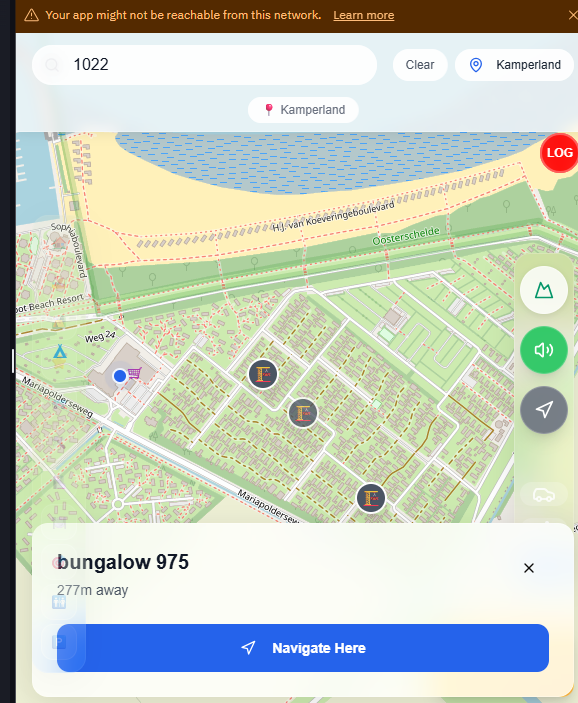 Your app might not be reachable from this network. Learn more
1022
Clear
Kamperland
Kamperland
LOG
H.J. van Koeveringeboulevard
Oosterschelde
Sophiaboulevard
oot Beach Resort
Weg 24
Mariapolderseweg
Mariapoldersew
bungalow 975
277m away
Navigate Here